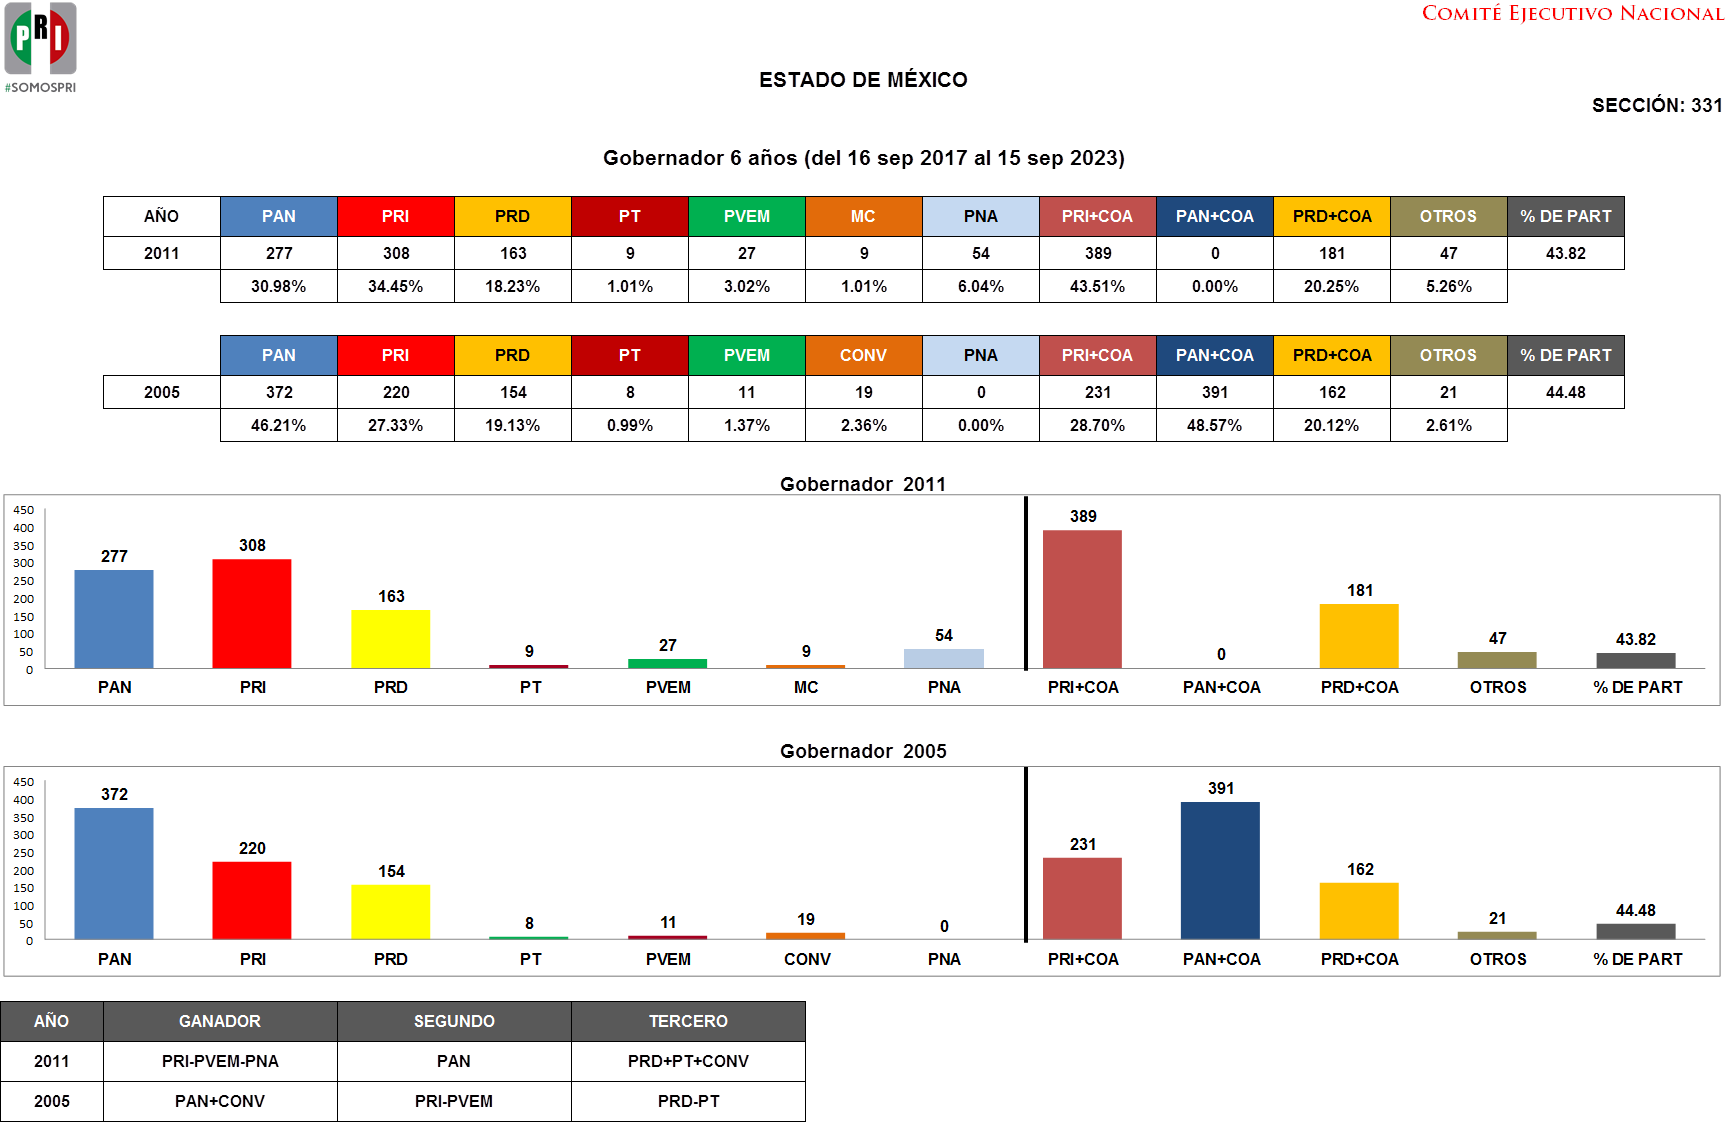 PRI
#SOMOSPRI
COMITÉ EJECUTIVO NACIONAL
ESTADO DE MÉXICO
SECCIÓN: 331
Gobernador 6 años (del 16 sep 2017 al 15 sep 2023)
AÑO PAN PRI PRD PT PVEM MC PNA PRI+COA PAN+COA PRD+COA OTROS % DE PART
2011 277 308 163 9 27 9 54 389 0 181 47 43.82
30.98% 34.45% 18.23% 1.01% 3.02% 1.01% 6.04% 43.51% 0.00% 20.25% 5.26%
PAN PRI PRD PT PVEM CONV PNA PRI+COA PAN+COA PRD+COA OTROS % DE PART
2005 372 220 154 8 11 19 0 231 391 162 21 44.48
46.21% 27.33% 19.13% 0.99% 1.37% 2.36% 0.00% 28.70% 48.57% 20.12% 2.61%
Gobernador 2011
450
400
350
300
250
200
150
100
50
0
277 308 163 9 27 9 54 389 0 181 47 43.82
PAN PRI PRD PT PVEM MC PNA PRI+COA PAN+COA PRD+COA OTROS % DE PART
Gobernador 2005
450
400
350
300
250
200
150
100
50
0
372 220 154 8 11 19 0 231 391 162 21 44.48
PAN PRI PRD PT PVEM CONV PNA PRI+COA PAN+COA PRD+COA OTROS % DE PART
AÑO GANADOR SEGUNDO TERCERO
2011 PRI-PVEM-PNA PAN PRD+PT+CONV
2005 PAN+CONV PRI-PVEM PRD-PT